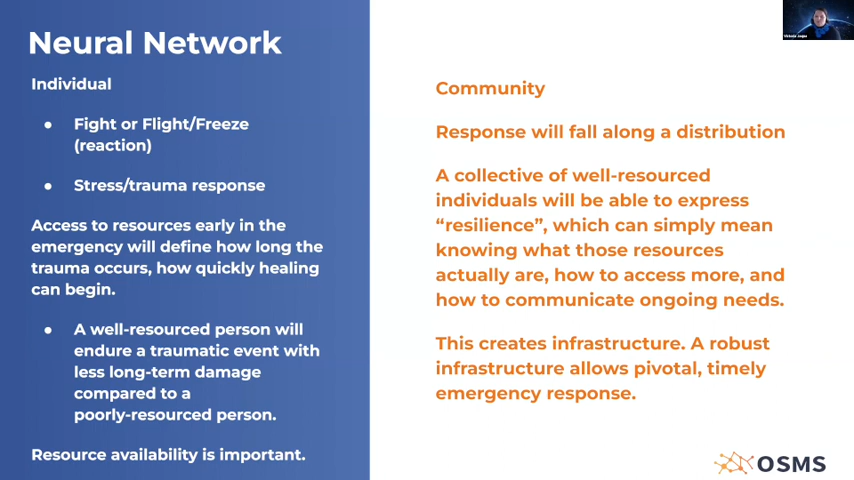 Neural Network
Individual
● Fight or Flight/Freeze
(reaction)
● Stress/trauma response
Access to resources early in the
emergency will define how long the
trauma occurs, how quickly healing
can begin.
● A well-resourced person will
endure a traumatic event with
less long-term damage
compared to a
poorly-resourced person.
Resource availability is important.
Community
Response will fall along a distribution
A collective of well-resourced
individuals will be able to express
“resilience”, which can simply mean
knowing what those resources
actually are, how to access more, and
how to communicate ongoing needs.
This creates infrastructure. A robust
infrastructure allows pivotal, timely
emergency response.
OSMS